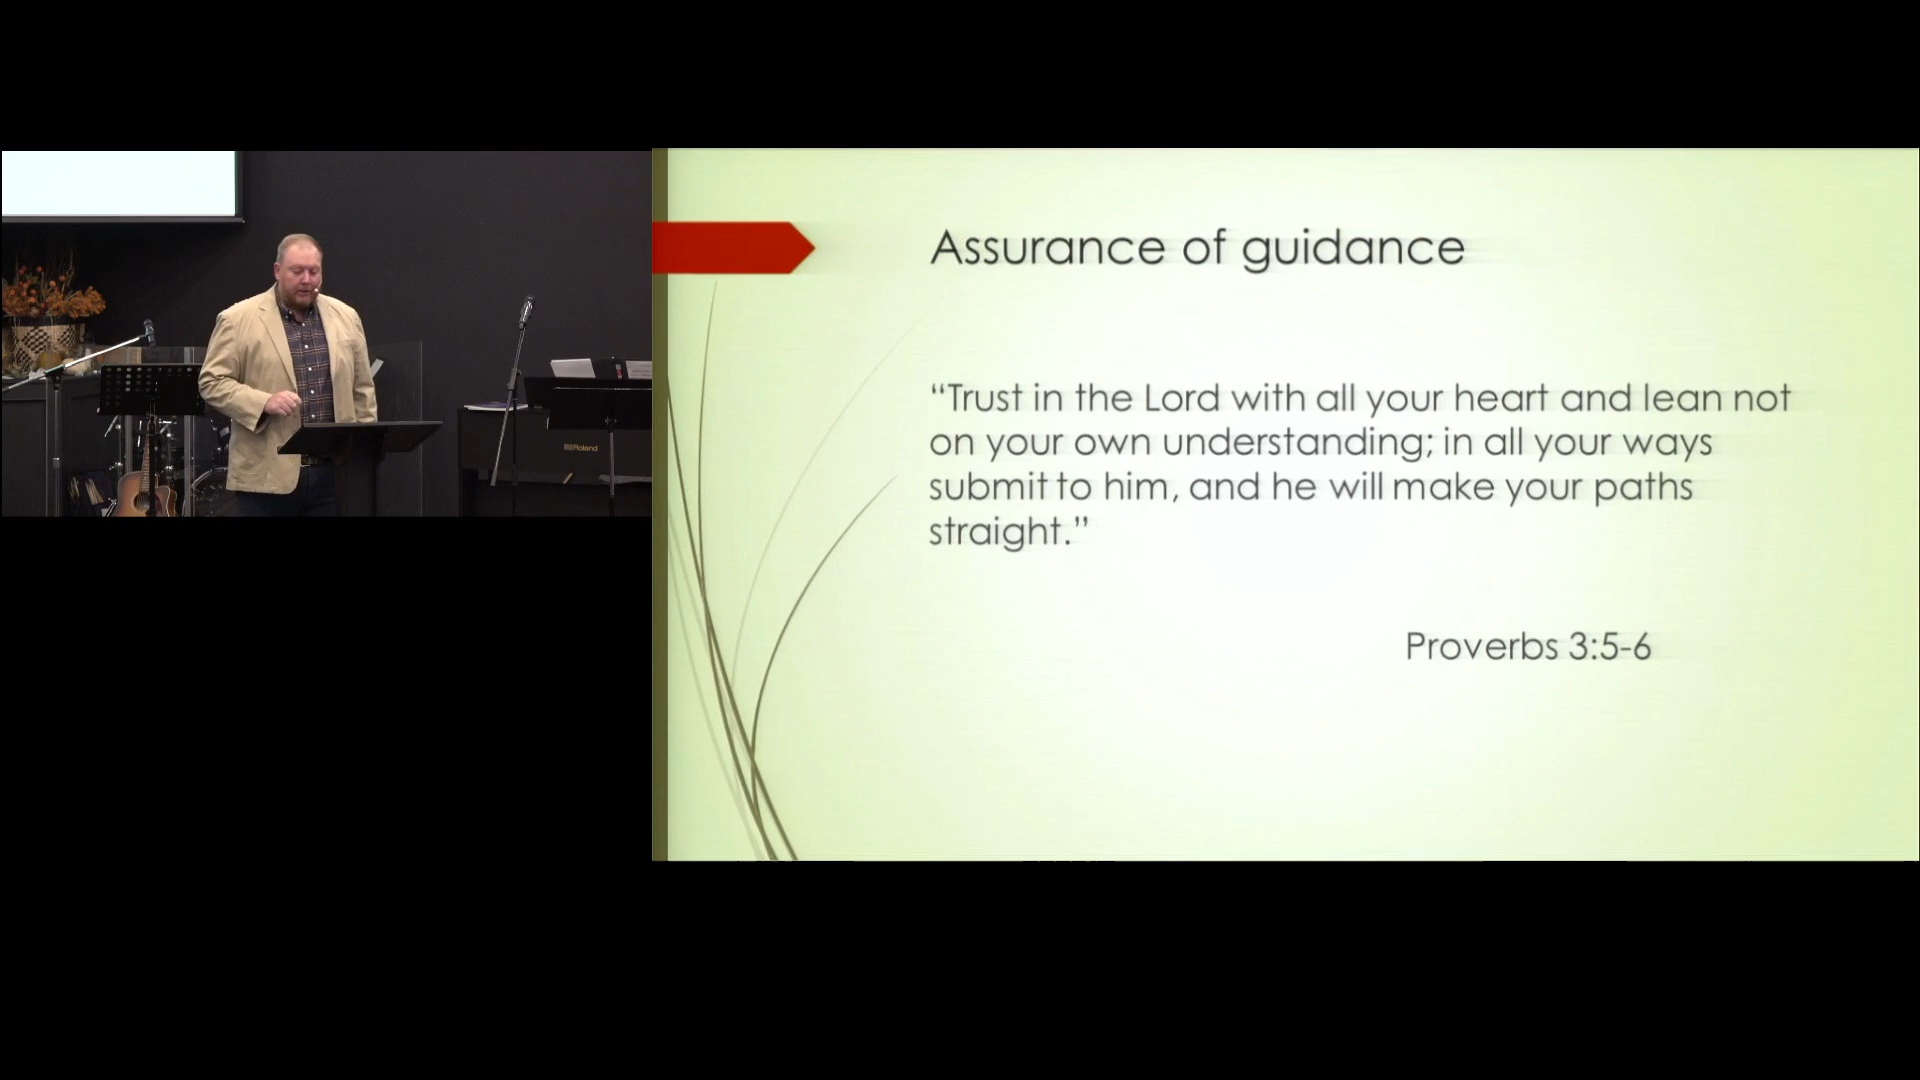 Roland
Assurance of guidance
“Trust in the Lord with all your heart and lean not
on your own understanding; in all your ways
submit to him, and he will make your paths
straight.”
Proverbs 3:5-6